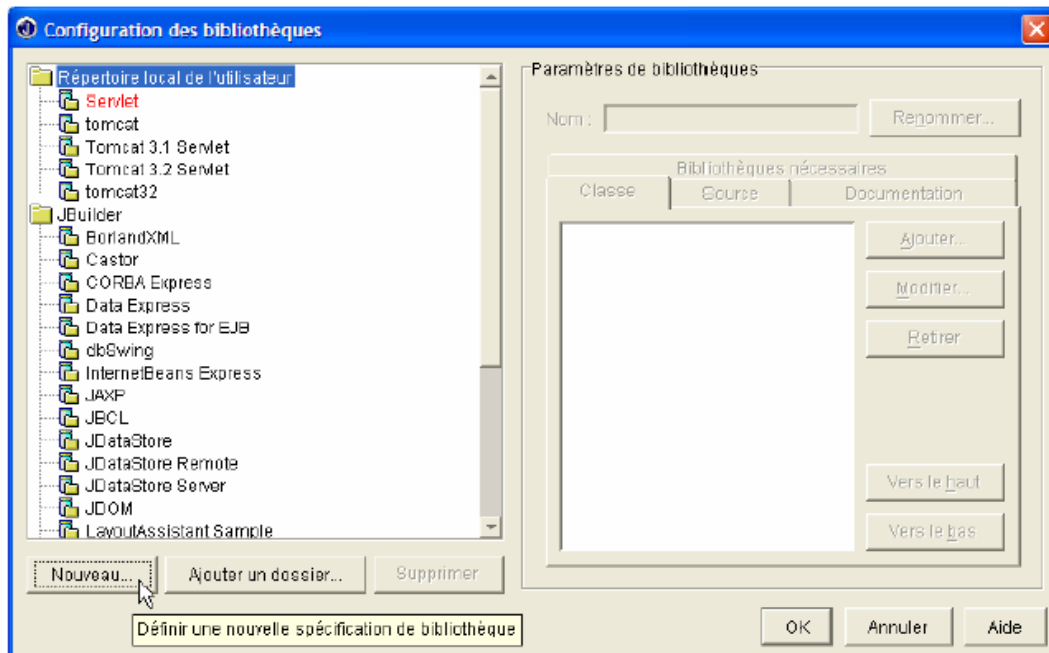 Configuration des bibliothèques
Répertoire local de l'utilisateur
Servlet
tomcat
Tomcat 3.1 Servlet
Tomcat 3.2 Servlet
tomcat32
JBuilder
BorlandXML
Castor
CORBA Express
Data Express
Data Express for EJB
dbSwing
InternetBeans Express
JAXP
JBCL
JDataStore
JDataStore Remote
JDataStore Server
JDOM
LayoutAssistant Sample
Nouveau...
Ajouter un dossier...
Supprimer
Définir une nouvelle spécification de bibliothèque
Paramètres de bibliothèques
Nom :
Renommer...
Bibliothèques nécessaires
Classe
Source
Documentation
Ajouter...
Modifier...
Retirer
Vers le haut
Vers le bas
OK
Annuler
Aide